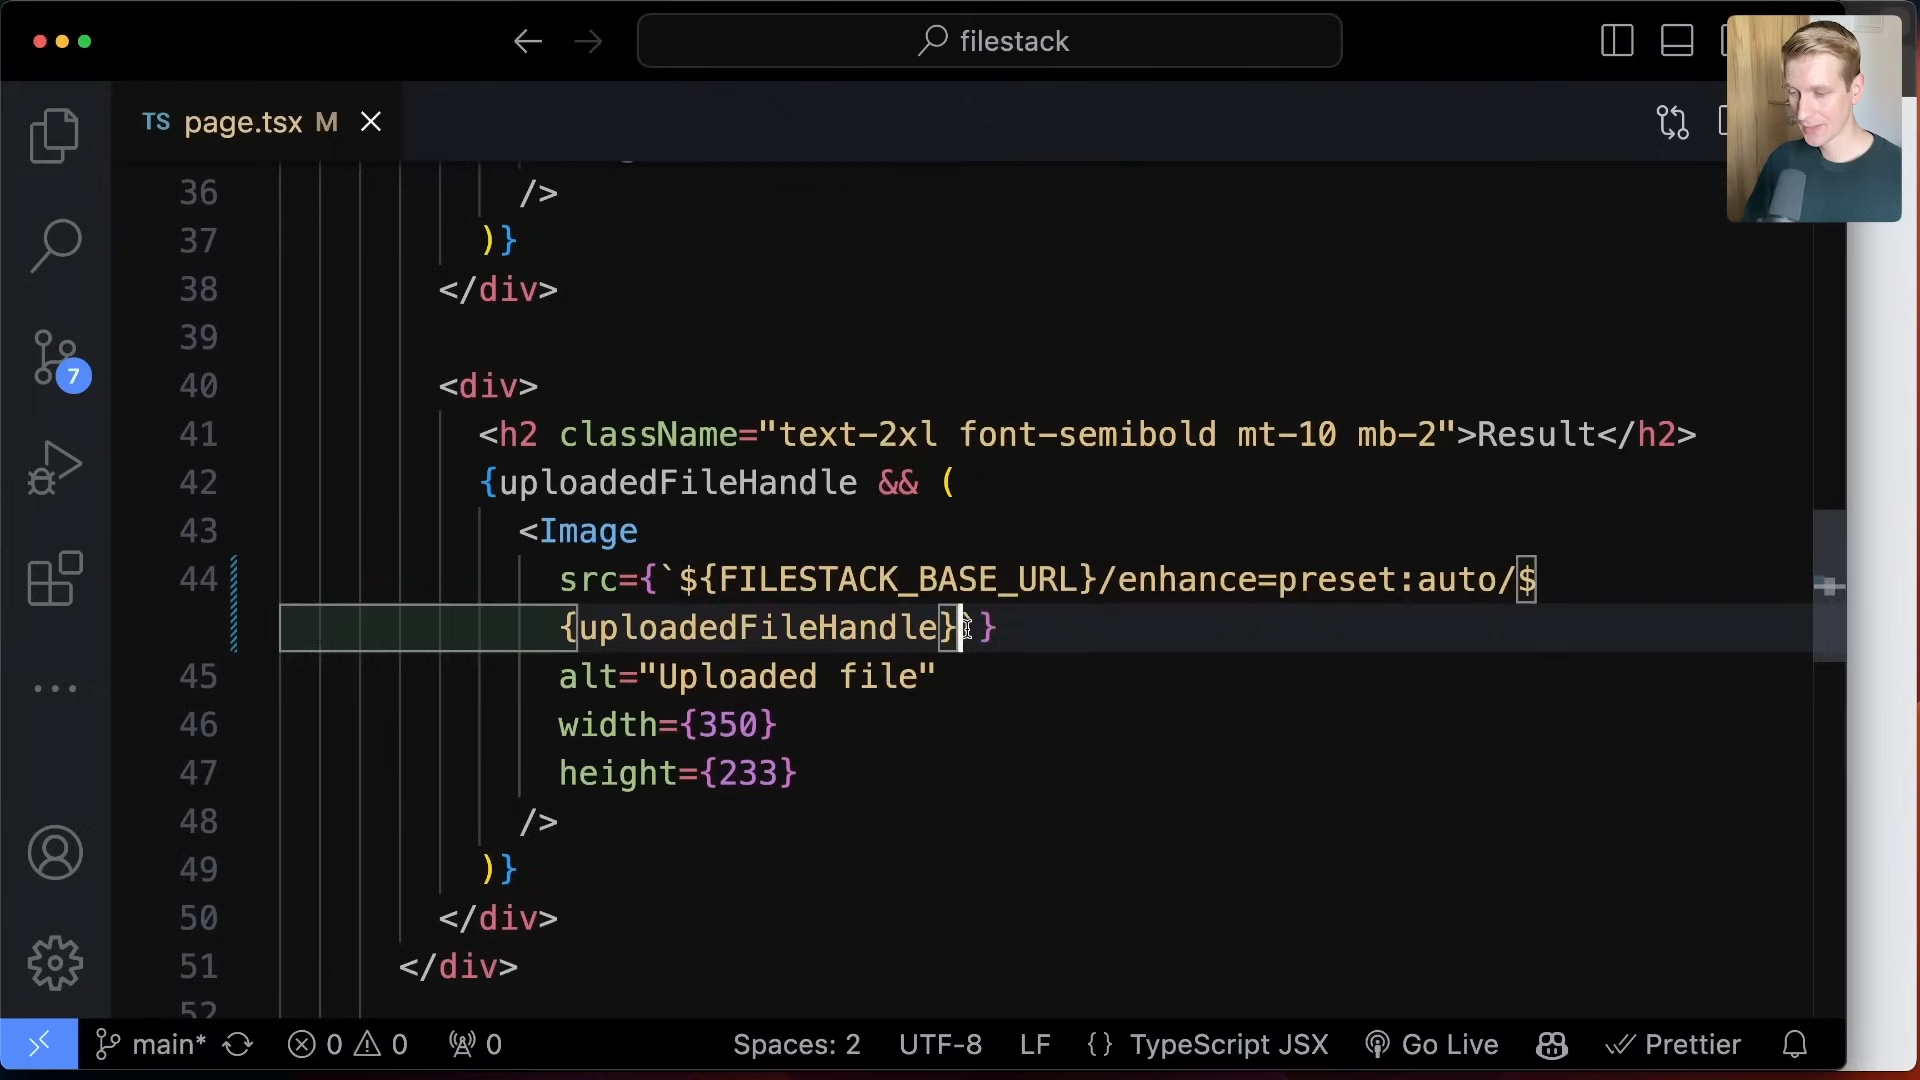 filestack
TS page.tsx M
36 />
37 )}
38 </div>
39
40 <div>
41 <h2 className="text-2xl font-semibold mt-10 mb-2">Result</h2>
42 {uploadedFileHandle && (
43 <Image
44 src={`${FILESTACK_BASE_URL}/enhance=preset:auto/$
{uploadedFileHandle}`}
45 alt="Uploaded file"
46 width={350}
47 height={233}
48 />
49 )}
50 </div>
51 </div>
52
7
main* 0 0 0 Spaces: 2 UTF-8 LF {} TypeScript JSX Go Live Prettier